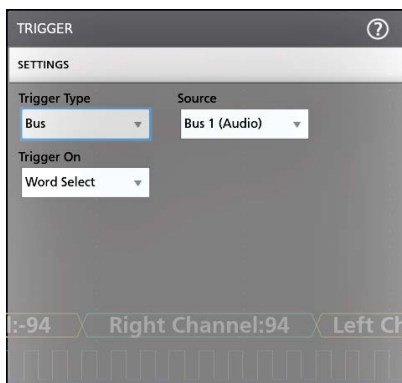 TRIGGER ?
SETTINGS
Trigger Type Source
Bus Bus 1 (Audio)
Trigger On
Word Select
l:-94 Right Channel:94 Left Ch